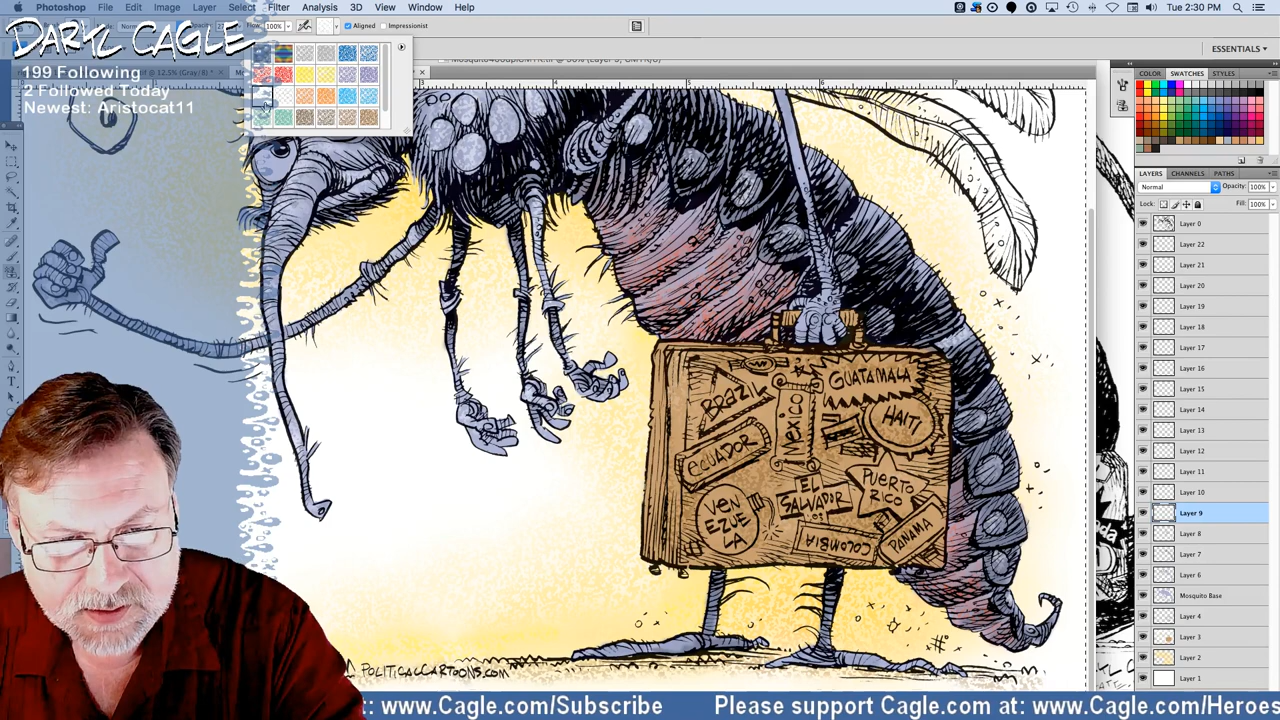 Photoshop File Edit Image Layer Select Filter Analysis 3D View Window Help
Tue 2:30 PM
Flow: 100% Aligned Impressionist
ESSENTIALS
DARYL CAGLE
199 Following
2 Followed Today
Newest: Aristocat11
COLOR SWATCHES STYLES
LAYERS CHANNELS PATHS
Normal Opacity: 100%
Lock: Fill: 100%
Layer 0
Layer 22
Layer 21
Layer 20
Layer 19
Layer 18
Layer 17
Layer 16
Layer 15
Layer 14
Layer 13
Layer 12
Layer 11
Layer 10
Layer 9
Layer 8
Layer 7
Layer 6
Mosquito Base
Layer 4
Layer 3
Layer 2
Layer 1
BRAZIL
MEXICO
GUATAMALA
HAITI
ECUADOR
EL SALVADOR
PUERTO RICO
VENEZUELA
COLOMBIA
PANAMA
POLITICALCARTOONS.COM
:: www.Cagle.com/Subscribe Please support Cagle.com at: www.Cagle.com/Heroes